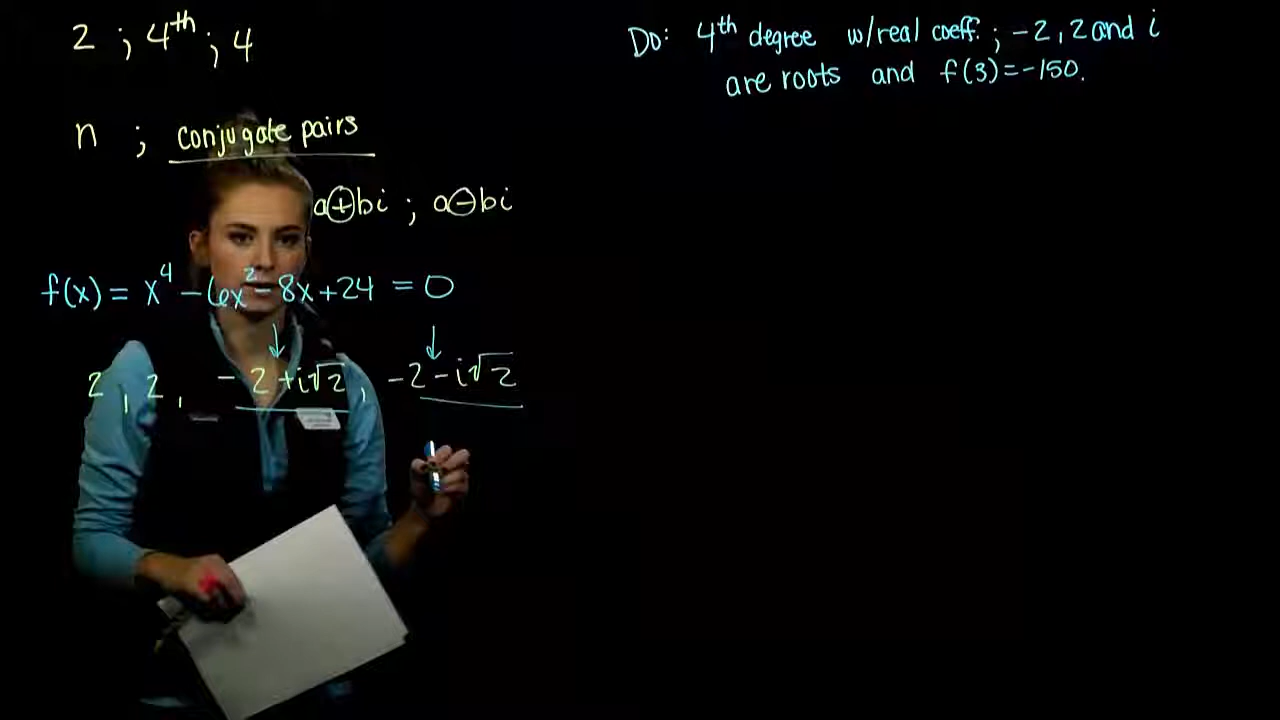 2 ; 4th ; 4
n ; conjugate pairs
a+bi ; a-bi
f(x) = x⁴ - 6x² - 8x + 24 = 0
2, 2, -2+i√2, -2-i√2
Do: 4th degree w/real coeff. ; -2, 2 and i
are roots and f(3) = -150.